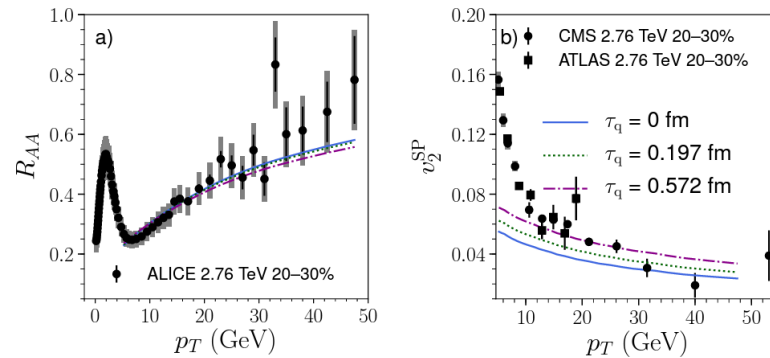 a)
1.0
0.8
0.6
0.4
0.2
R_AA
ALICE 2.76 TeV 20–30%
0 10 20 30 40 50
p_T (GeV)
b)
CMS 2.76 TeV 20–30%
ATLAS 2.76 TeV 20–30%
0.20
0.16
0.12
0.08
0.04
v_2^SP
τ_q = 0 fm
τ_q = 0.197 fm
τ_q = 0.572 fm
10 20 30 40 50
p_T (GeV)